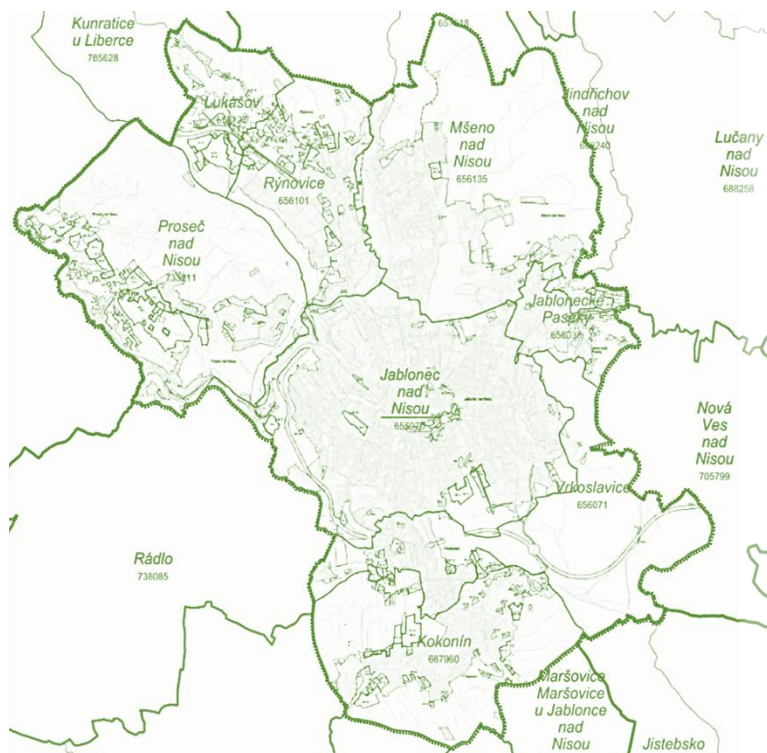 Kunratice
u Liberce
785628
Lukášov
Rýnovice
656101
Mšeno
nad
Nisou
656135
Jindřichov
nad
Nisou
Lučany
nad
Nisou
688258
Proseč
nad
Nisou
Jablonecké
Paseky
Jablonec
nad
Nisou
Nová
Ves
nad
Nisou
705799
Vrkoslavice
656071
Rádlo
738085
Kokonín
667960
Maršovice
Maršovice
u Jablonce
nad
Nisou
Jistebsko